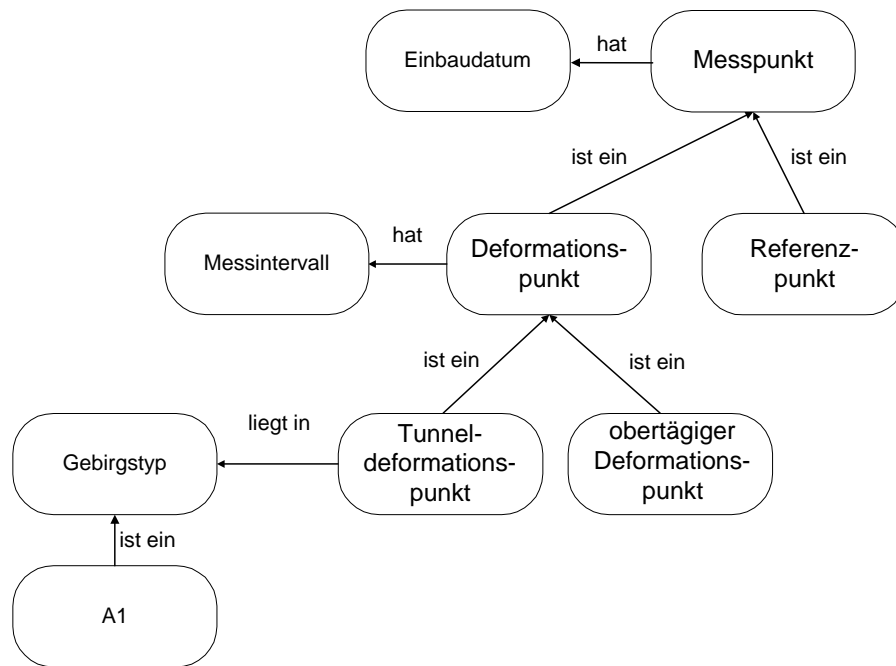 hat
Einbaudatum
Messpunkt
ist ein
ist ein
hat
Messintervall
Deformations-
punkt
Referenz-
punkt
ist ein
ist ein
liegt in
Gebirgstyp
Tunnel-
deformations-
punkt
obertägiger
Deformations-
punkt
ist ein
A1